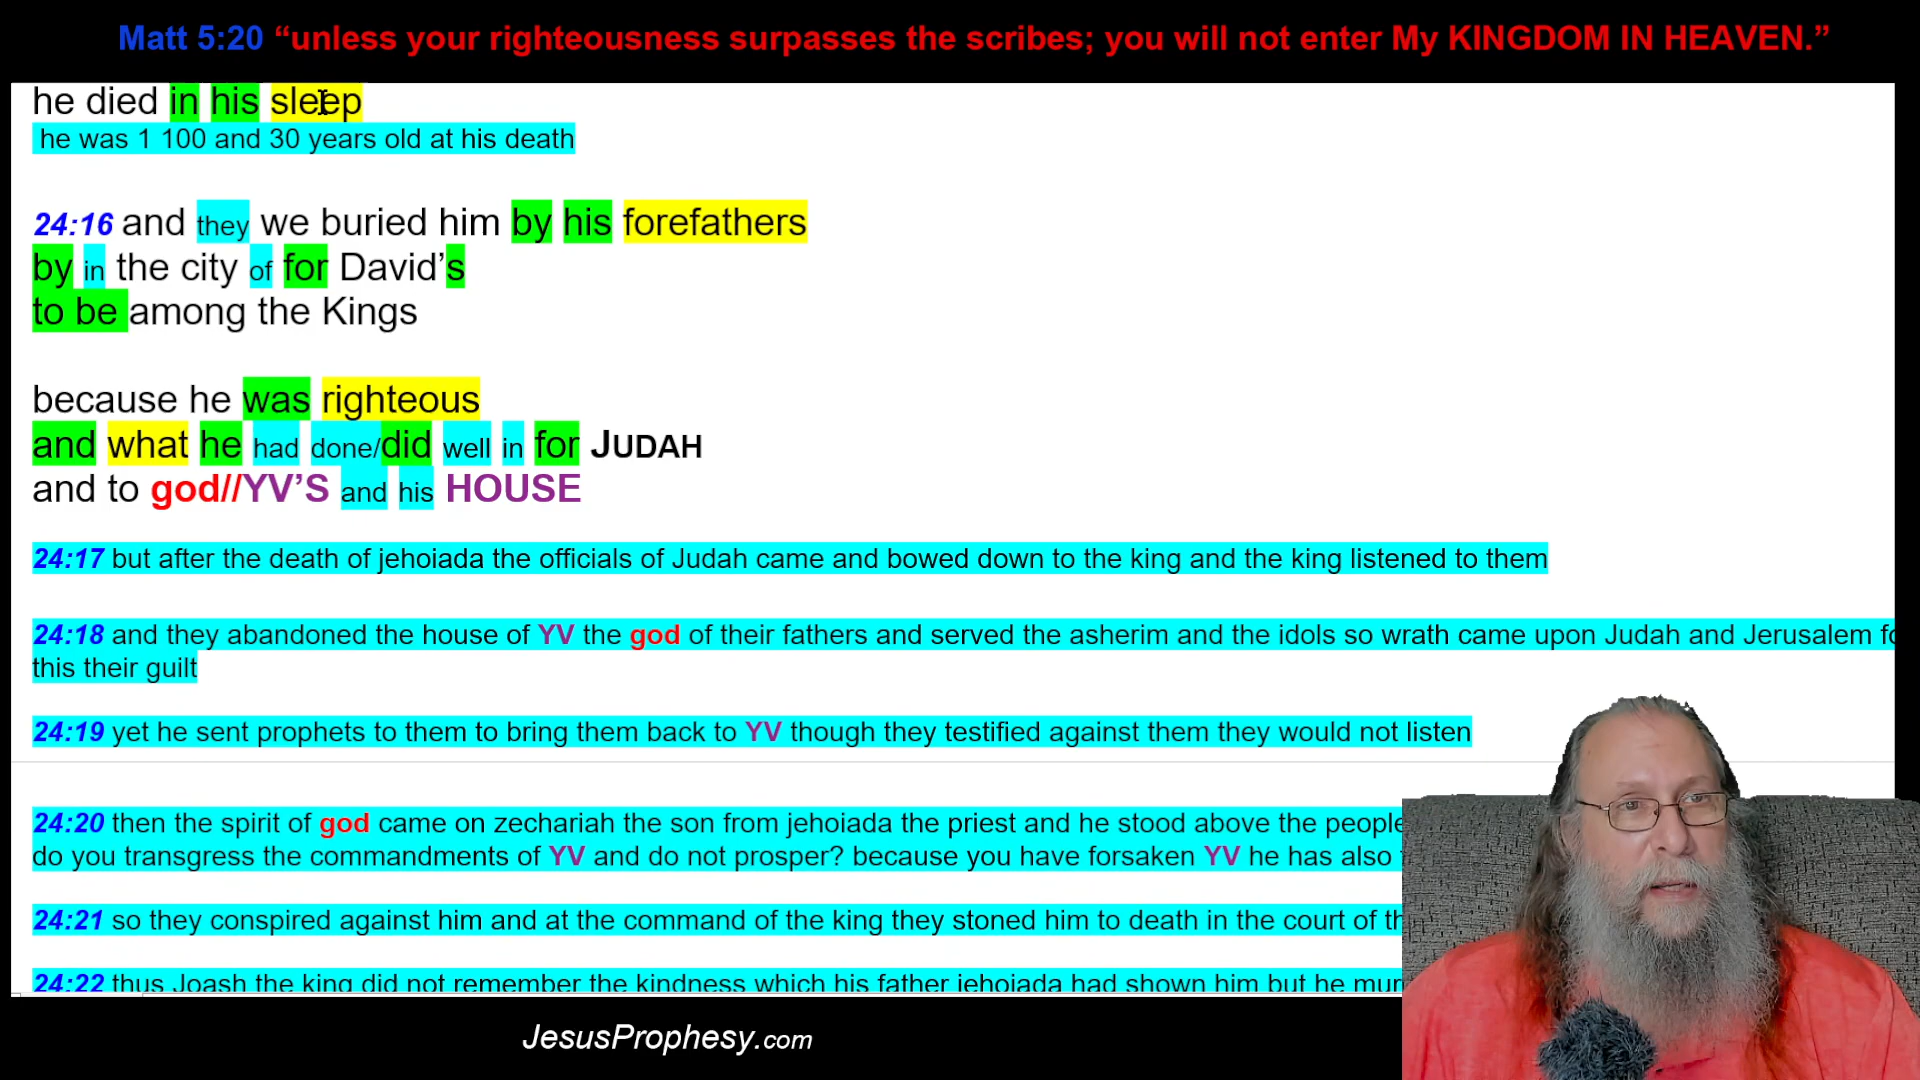 Matt 5:20 “unless your righteousness surpasses the scribes; you will not enter My KINGDOM IN HEAVEN.”
he died in his sleep
he was 1 100 and 30 years old at his death
24:16 and they we buried him by his forefathers
by in the city of for David’s
to be among the Kings
because he was righteous
and what he had done/did well in for JUDAH
and to god//YV’S and his HOUSE
24:17 but after the death of jehoiada the officials of Judah came and bowed down to the king and the king listened to them
24:18 and they abandoned the house of YV the god of their fathers and served the asherim and the idols so wrath came upon Judah and Jerusalem
this their guilt
24:19 yet he sent prophets to them to bring them back to YV though they testified against them they would not listen
24:20 then the spirit of god came on zechariah the son from jehoiada the priest and he stood above the people
do you transgress the commandments of YV and do not prosper? because you have forsaken YV he has also
24:21 so they conspired against him and at the command of the king they stoned him to death in the court of
24:22 thus Joash the king did not remember the kindness which his father jehoiada had shown him but he
JesusProphesy.com